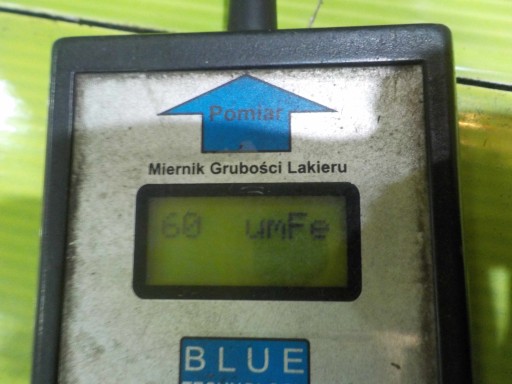 Pomiar
Miernik Grubości Lakieru
60 umFe
BLUE